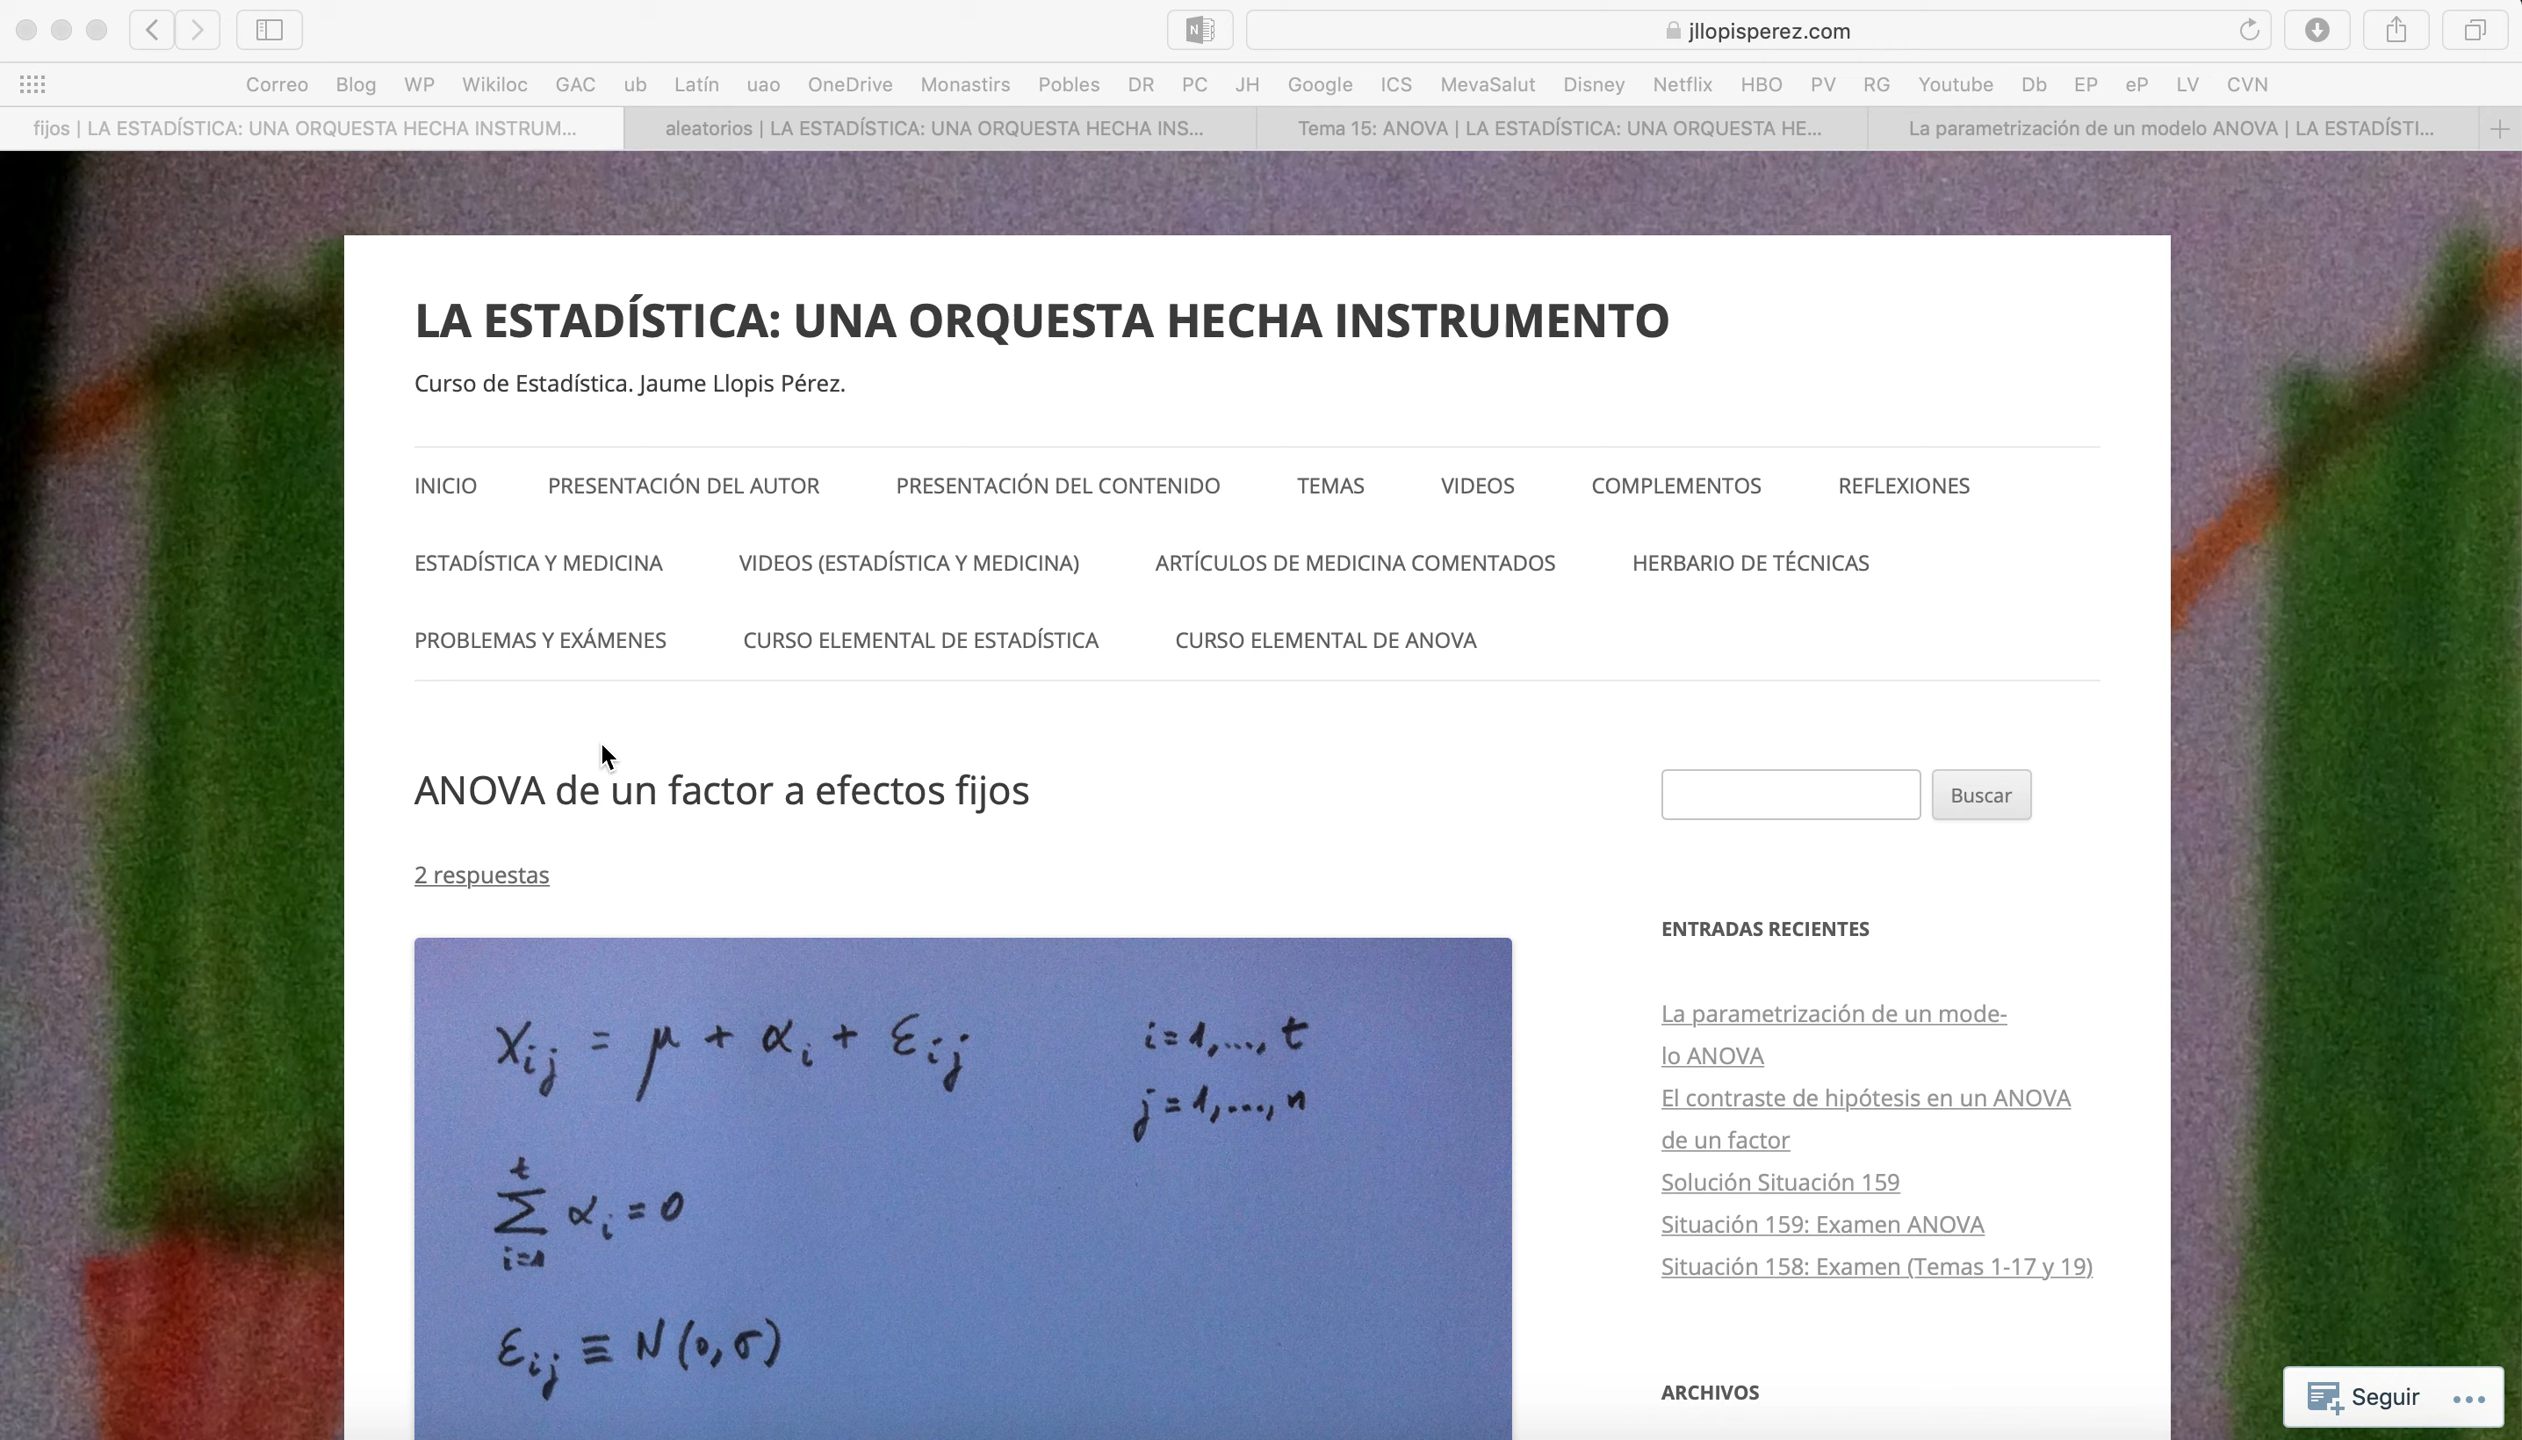 jllopisperez.com
Correo Blog WP Wikiloc GAC ub Latín uao OneDrive Monastirs Pobles DR PC JH Google ICS MevaSalut Disney Netflix HBO PV RG Youtube Db EP eP LV CVN
fijos | LA ESTADÍSTICA: UNA ORQUESTA HECHA INSTRUM... aleatorios | LA ESTADÍSTICA: UNA ORQUESTA HECHA INS... Tema 15: ANOVA | LA ESTADÍSTICA: UNA ORQUESTA HE... La parametrización de un modelo ANOVA | LA ESTADÍSTI...
LA ESTADÍSTICA: UNA ORQUESTA HECHA INSTRUMENTO
Curso de Estadística. Jaume Llopis Pérez.
INICIO PRESENTACIÓN DEL AUTOR PRESENTACIÓN DEL CONTENIDO TEMAS VIDEOS COMPLEMENTOS REFLEXIONES
ESTADÍSTICA Y MEDICINA VIDEOS (ESTADÍSTICA Y MEDICINA) ARTÍCULOS DE MEDICINA COMENTADOS HERBARIO DE TÉCNICAS
PROBLEMAS Y EXÁMENES CURSO ELEMENTAL DE ESTADÍSTICA CURSO ELEMENTAL DE ANOVA
ANOVA de un factor a efectos fijos
2 respuestas
x_ij = μ + α_i + ε_ij i=1,...,t
j=1,...,n
t
Σ α_i = 0
i=1
ε_ij ≡ N(0,σ)
Buscar
ENTRADAS RECIENTES
La parametrización de un mode-
lo ANOVA
El contraste de hipótesis en un ANOVA
de un factor
Solución Situación 159
Situación 159: Examen ANOVA
Situación 158: Examen (Temas 1-17 y 19)
ARCHIVOS
Seguir